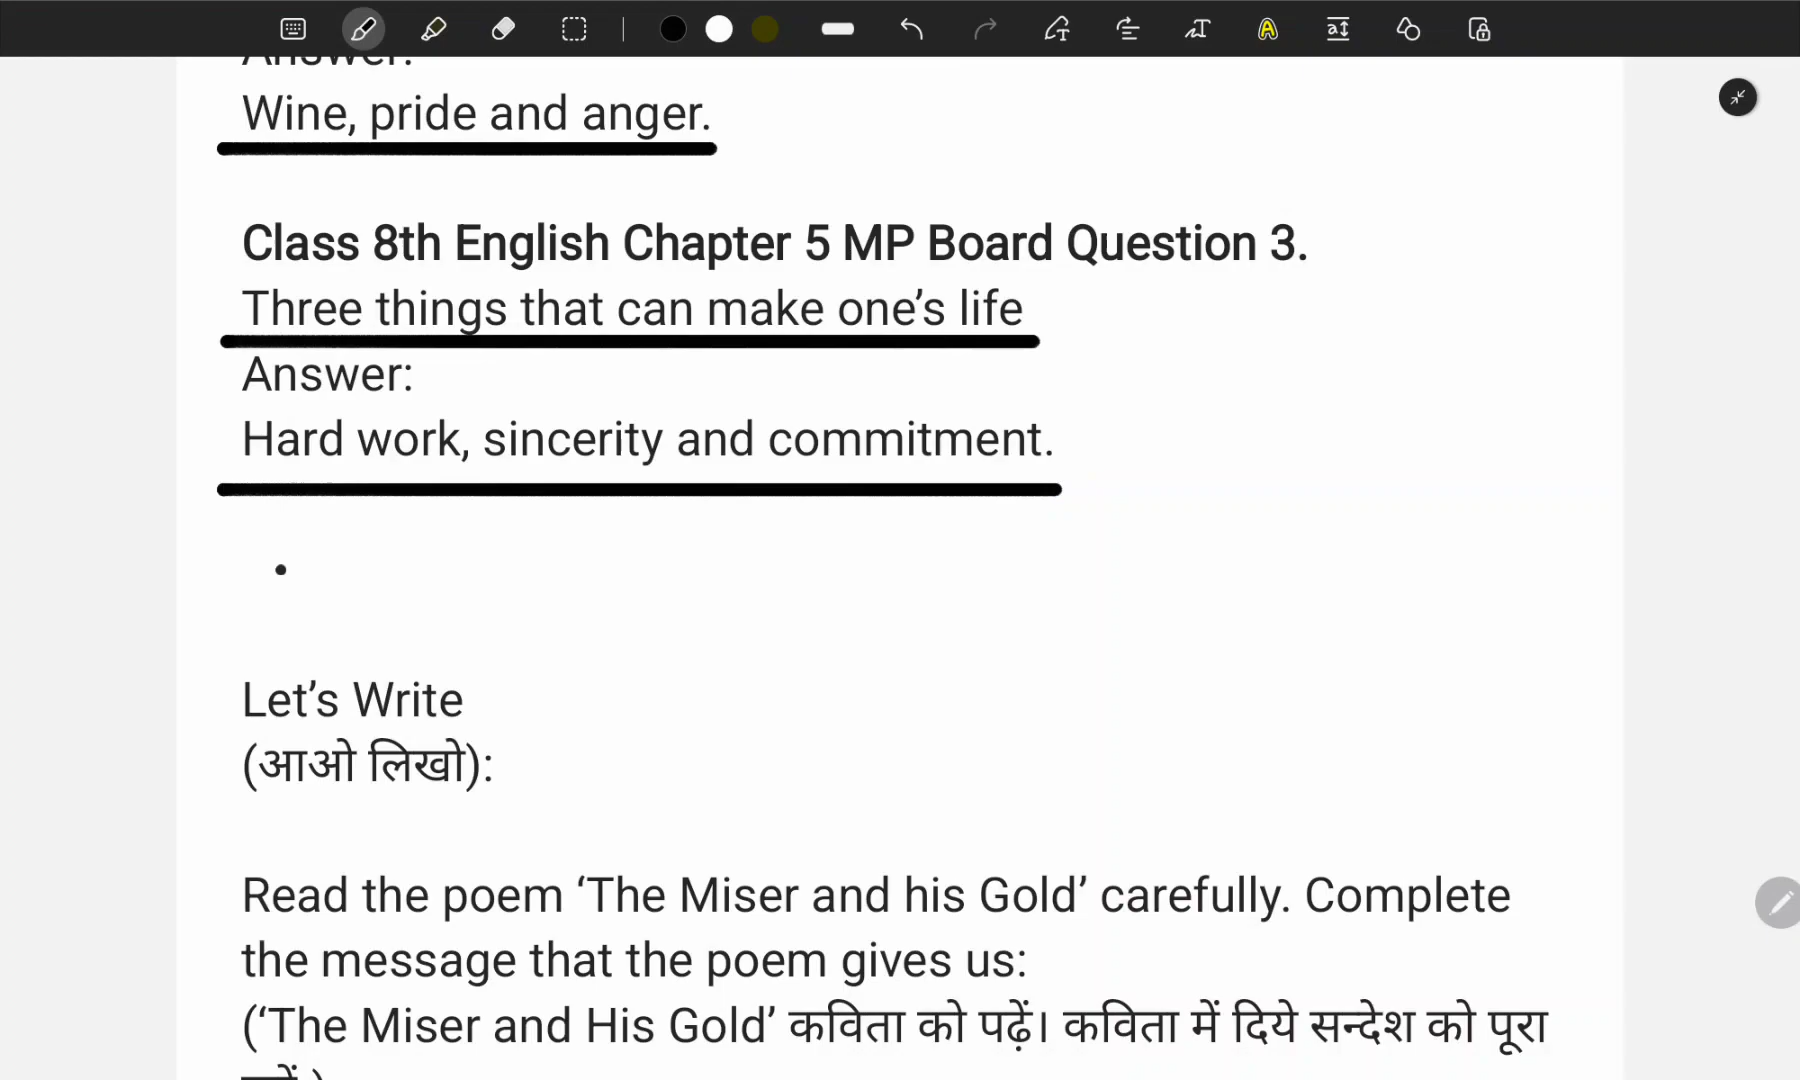 Answer:
Wine, pride and anger.
Class 8th English Chapter 5 MP Board Question 3.
Three things that can make one’s life
Answer:
Hard work, sincerity and commitment.
Let’s Write
(आओ लिखो):
Read the poem ‘The Miser and his Gold’ carefully. Complete
the message that the poem gives us:
(‘The Miser and His Gold’ कविता को पढ़ें। कविता में दिये सन्देश को पूरा